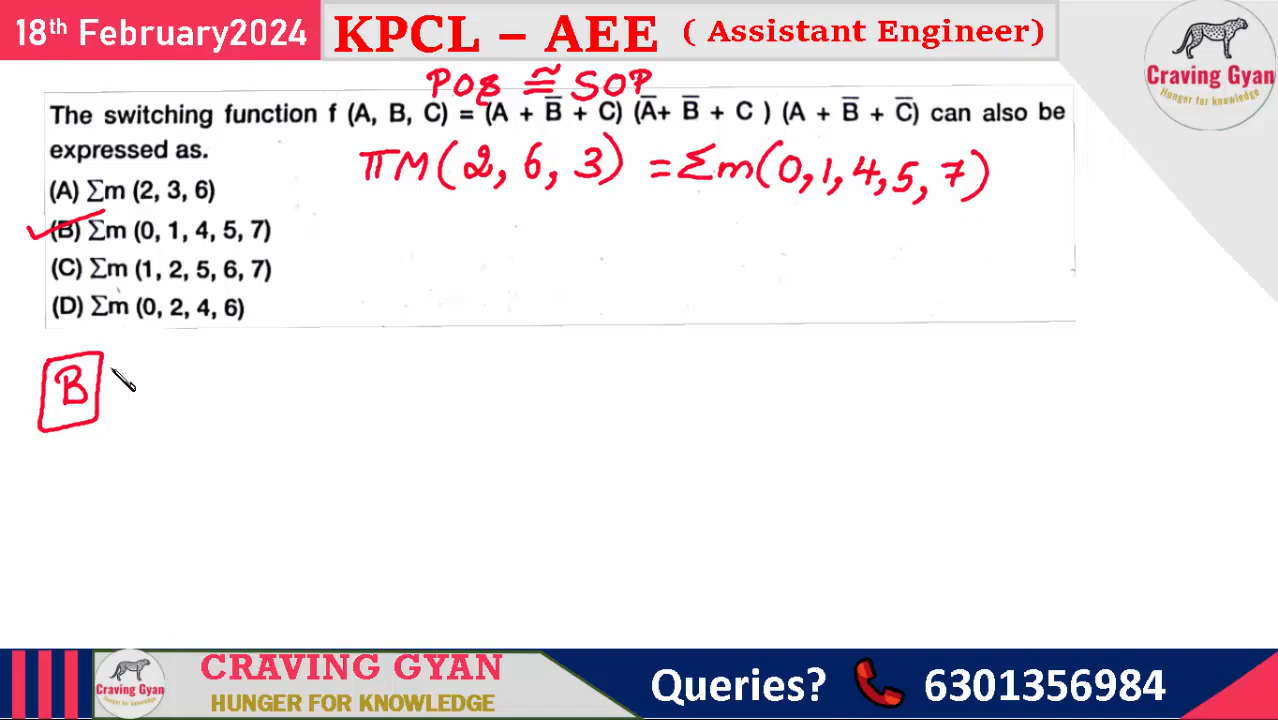 18th February2024 KPCL – AEE ( Assistant Engineer)
Craving Gyan
Hunger for knowledge
POS ≅ SOP
The switching function f (A, B, C) = (A + B̅ + C) (A̅+ B̅ + C ) (A + B̅ + C̅) can also be
expressed as.
πM(2, 6, 3) = Σm(0, 1, 4, 5, 7)
(A) Σm (2, 3, 6)
(B) Σm (0, 1, 4, 5, 7)
(C) Σm (1, 2, 5, 6, 7)
(D) Σm (0, 2, 4, 6)
B
Craving Gyan
HUNGER FOR KNOWLEDGE
CRAVING GYAN
HUNGER FOR KNOWLEDGE
Queries? 6301356984